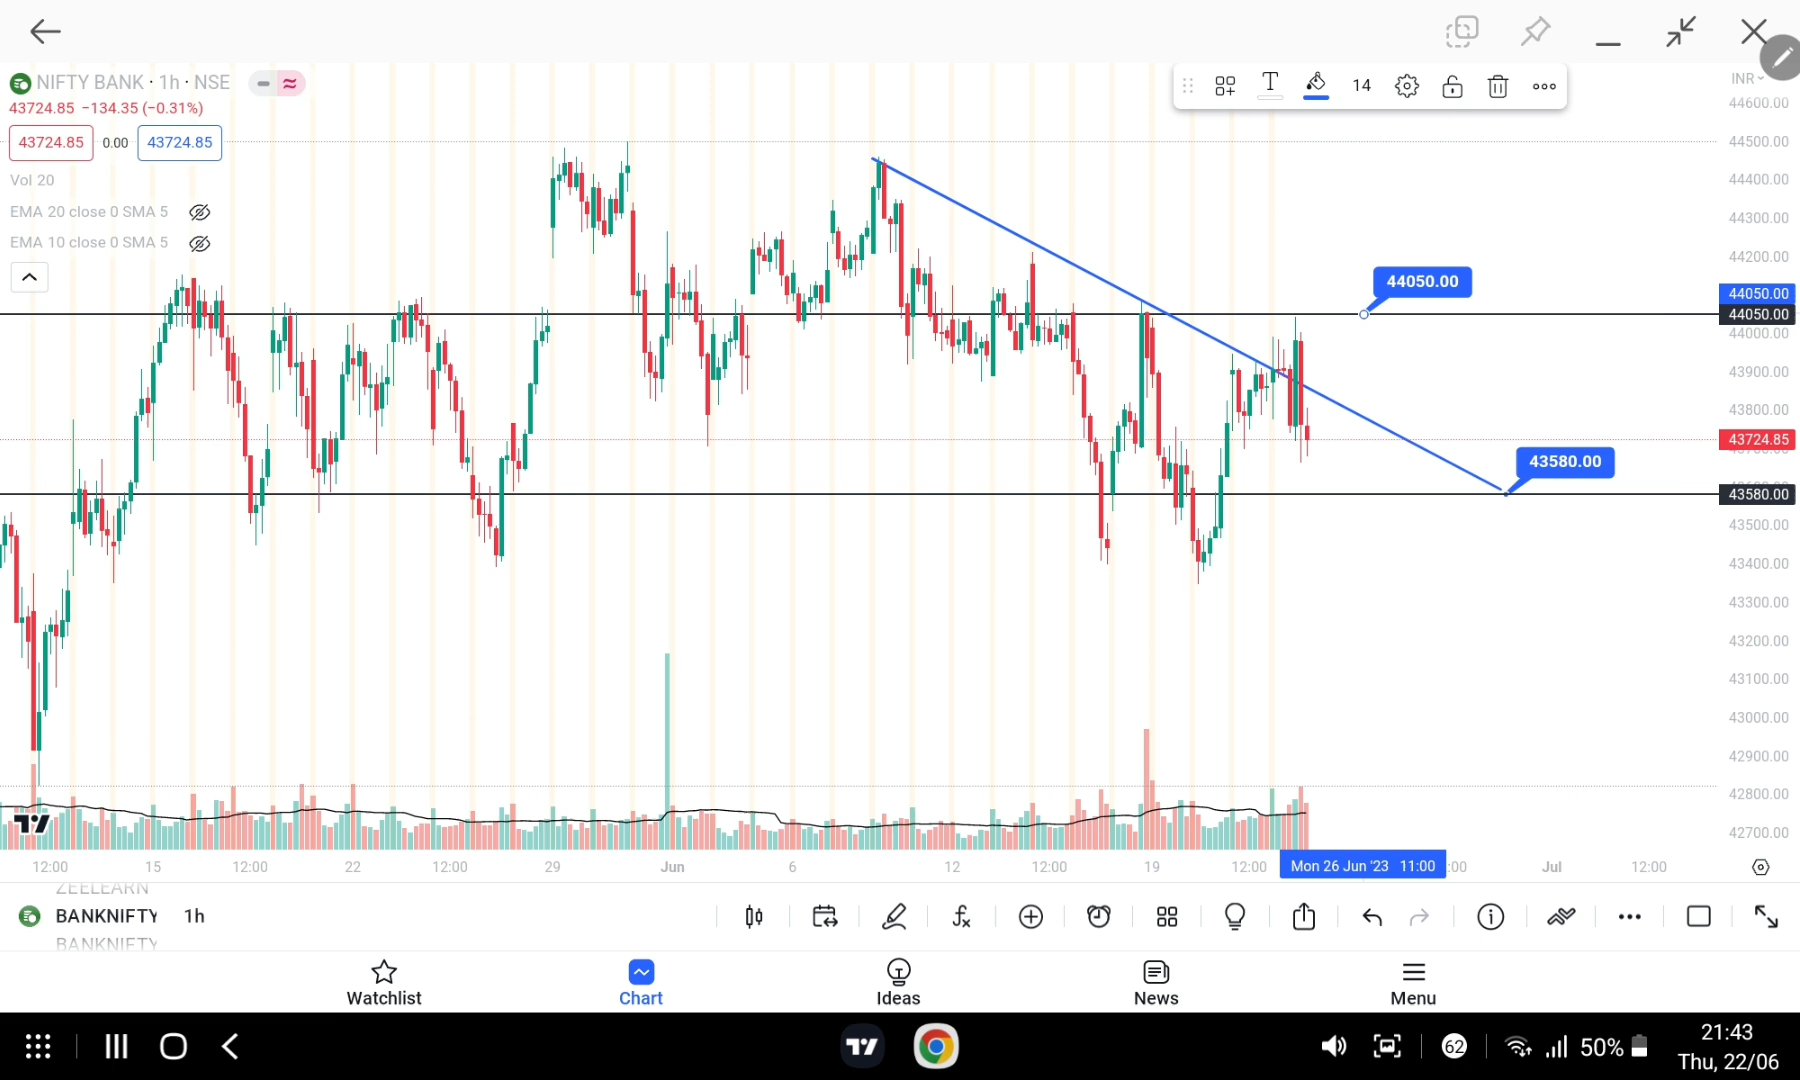 NIFTY BANK · 1h · NSE
INR
43724.85 −134.35 (−0.31%)
43724.85 0.00 43724.85
Vol 20
EMA 20 close 0 SMA 5
EMA 10 close 0 SMA 5
T
14
44600.00
44500.00
44400.00
44300.00
44200.00
44050.00
44050.00
44050.00
44000.00
43900.00
43800.00
43724.85
43580.00
43580.00
43500.00
43400.00
43300.00
43200.00
43100.00
43000.00
42900.00
42800.00
42700.00
12:00 15 12:00 22 12:00 29 Jun 6 12 12:00 19 12:00 Mon 26 Jun '23 11:00 :00 Jul 12:00
ZEELEARN
BANKNIFTY 1h
BANKNIFTY
Watchlist Chart Ideas News Menu
62 50% 21:43
Thu, 22/06